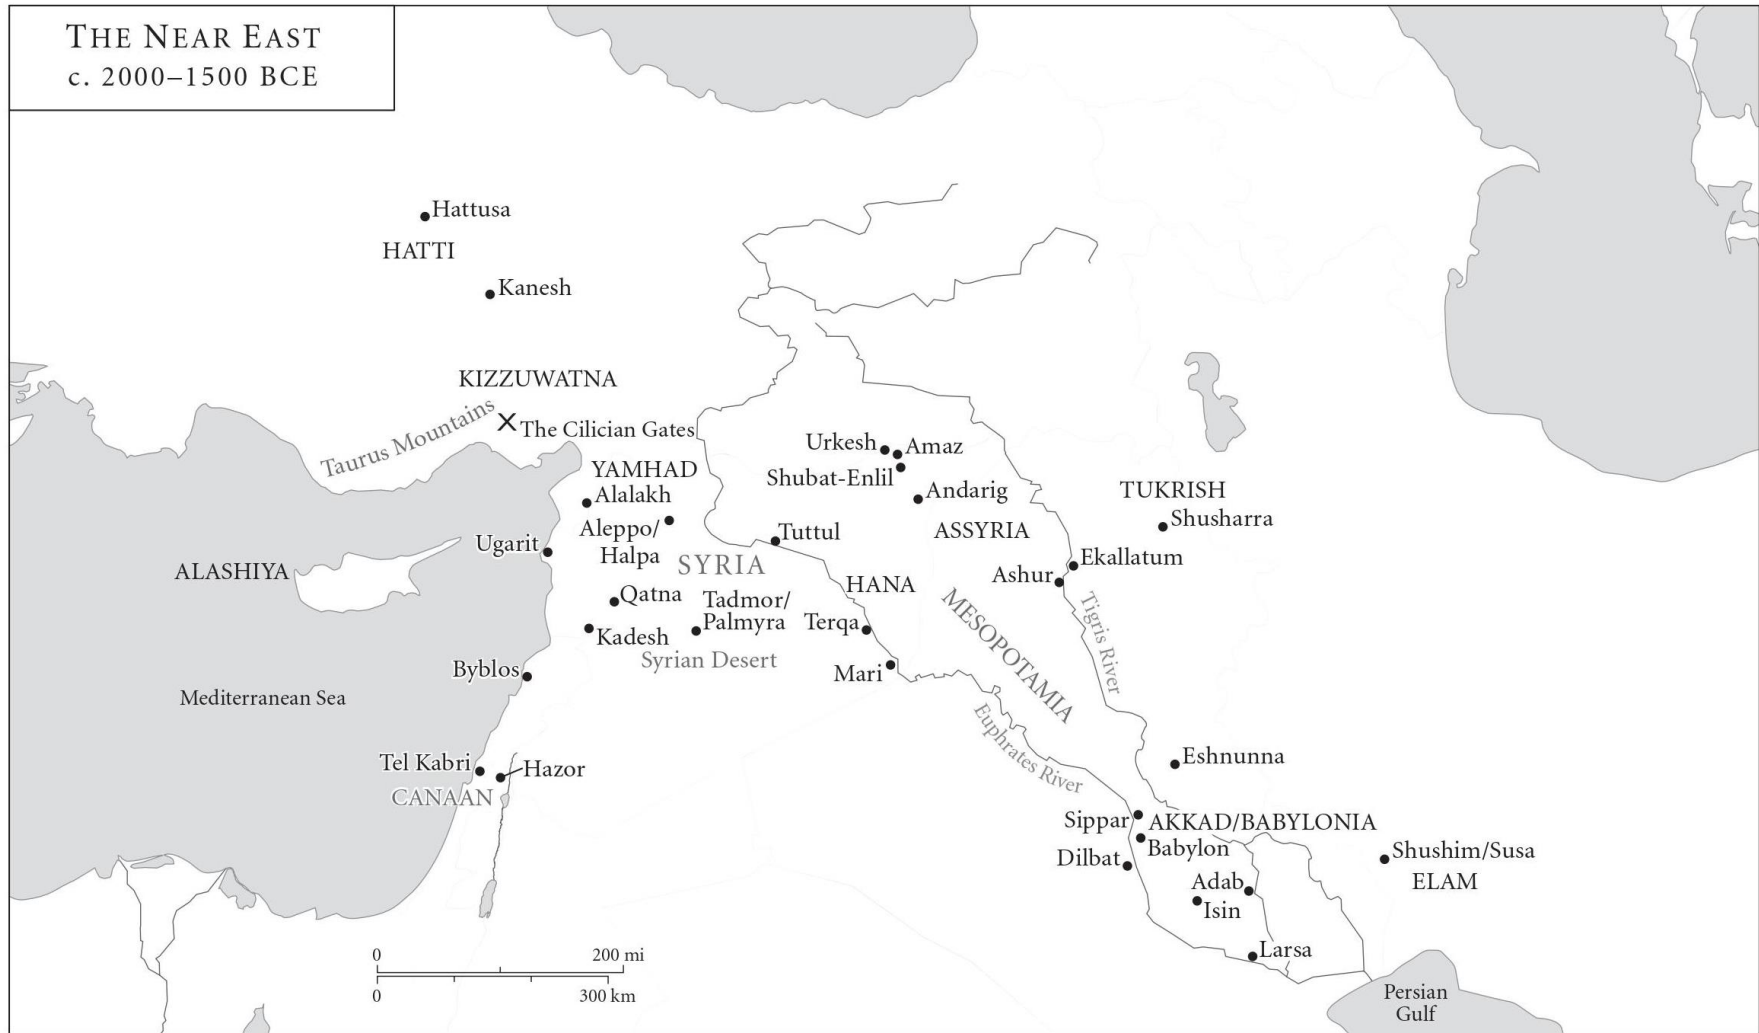 THE NEAR EAST
c. 2000–1500 BCE
Hattusa
HATTI
Kanesh
KIZZUWATNA
Taurus Mountains
X
The Cilician Gates
YAMHAD
Alalakh
Aleppo/
Halpa
Ugarit
ALASHIYA
SYRIA
Qatna
Kadesh
Tadmor/
Palmyra
Syrian Desert
Byblos
Mediterranean Sea
Tel Kabri
Hazor
CANAAN
Urkesh
Amaz
Shubat-Enlil
Andarig
ASSYRIA
Tuttul
HANA
Terqa
Mari
TUKRISH
Shusharra
Ekallatum
Ashur
MESOPOTAMIA
Tigris River
Euphrates River
Eshnunna
Sippar
AKKAD/BABYLONIA
Babylon
Dilbat
Adab
Isin
Larsa
Shushim/Susa
ELAM
Persian
Gulf
0
200 mi
0
300 km